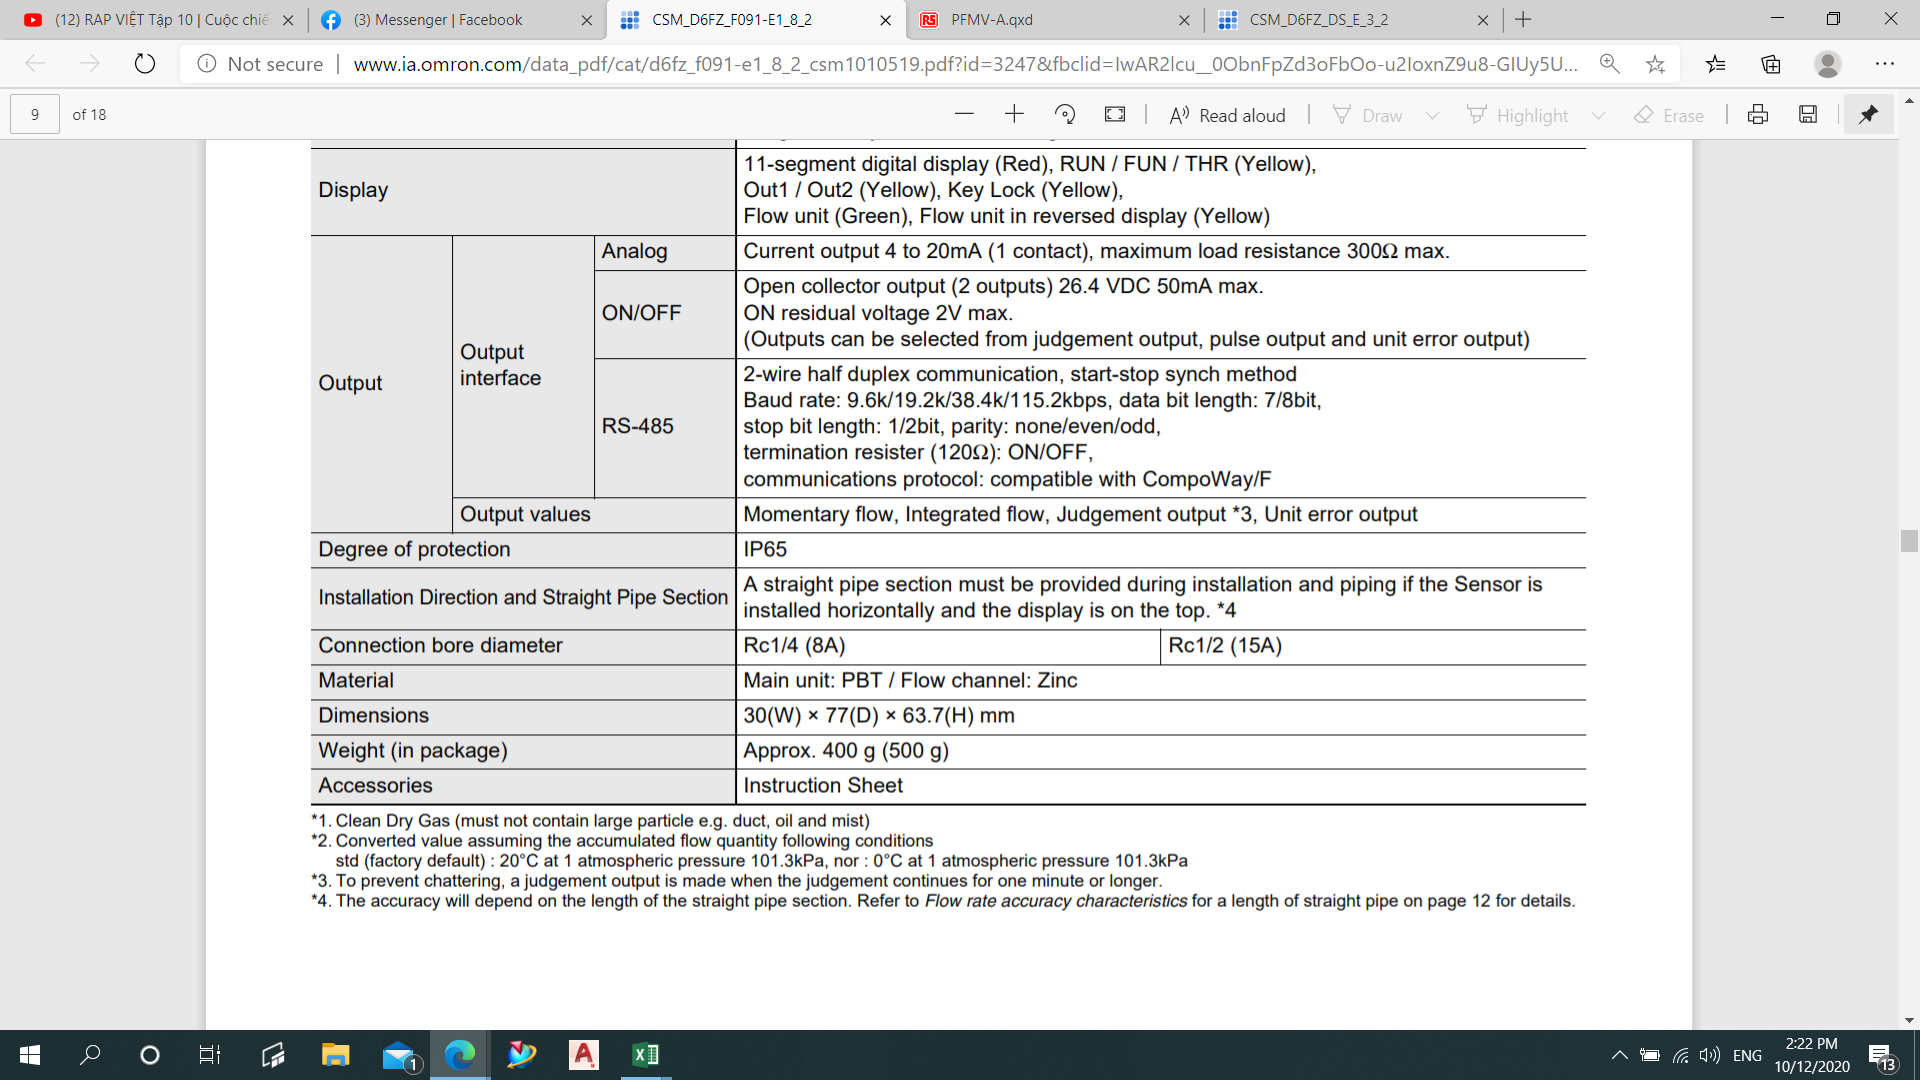 (12) RAP VIỆT Tập 10 | Cuộc chiế
(3) Messenger | Facebook
CSM_D6FZ_F091-E1_8_2
PFMV-A.qxd
CSM_D6FZ_DS_E_3_2
Not secure
www.ia.omron.com/data_pdf/cat/d6fz_f091-e1_8_2_csm1010519.pdf?id=3247&fbclid=IwAR2lcu__0ObnFpZd3oFbOo-u2IoxnZ9u8-GIUy5U...
9 of 18
Read aloud
Draw
Highlight
Erase
Display
11-segment digital display (Red), RUN / FUN / THR (Yellow),
Out1 / Out2 (Yellow), Key Lock (Yellow),
Flow unit (Green), Flow unit in reversed display (Yellow)
Output
Output
interface
Analog
Current output 4 to 20mA (1 contact), maximum load resistance 300Ω max.
ON/OFF
Open collector output (2 outputs) 26.4 VDC 50mA max.
ON residual voltage 2V max.
(Outputs can be selected from judgement output, pulse output and unit error output)
RS-485
2-wire half duplex communication, start-stop synch method
Baud rate: 9.6k/19.2k/38.4k/115.2kbps, data bit length: 7/8bit,
stop bit length: 1/2bit, parity: none/even/odd,
termination resister (120Ω): ON/OFF,
communications protocol: compatible with CompoWay/F
Output values
Momentary flow, Integrated flow, Judgement output *3, Unit error output
Degree of protection
IP65
Installation Direction and Straight Pipe Section
A straight pipe section must be provided during installation and piping if the Sensor is
installed horizontally and the display is on the top. *4
Connection bore diameter
Rc1/4 (8A)
Rc1/2 (15A)
Material
Main unit: PBT / Flow channel: Zinc
Dimensions
30(W) × 77(D) × 63.7(H) mm
Weight (in package)
Approx. 400 g (500 g)
Accessories
Instruction Sheet
*1. Clean Dry Gas (must not contain large particle e.g. duct, oil and mist)
*2. Converted value assuming the accumulated flow quantity following conditions
std (factory default) : 20°C at 1 atmospheric pressure 101.3kPa, nor : 0°C at 1 atmospheric pressure 101.3kPa
*3. To prevent chattering, a judgement output is made when the judgement continues for one minute or longer.
*4. The accuracy will depend on the length of the straight pipe section. Refer to Flow rate accuracy characteristics for a length of straight pipe on page 12 for details.
1
ENG
2:22 PM
10/12/2020
13